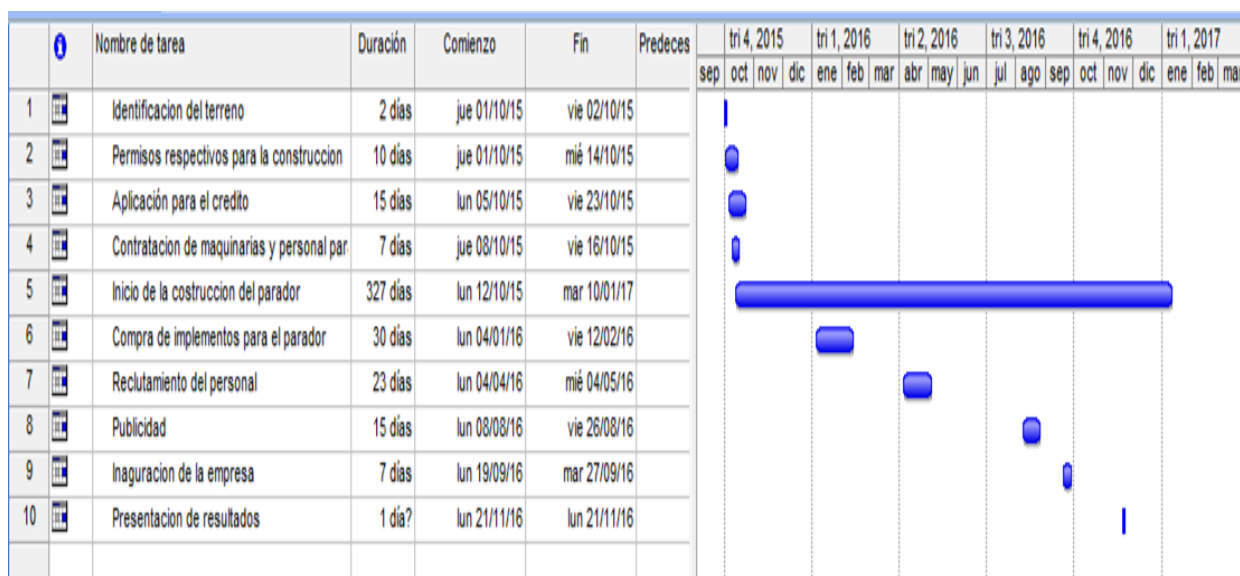 Nombre de tarea Duración Comienzo Fin Predeces tri 4, 2015 tri 1, 2016 tri 2, 2016 tri 3, 2016 tri 4, 2016 tri 1, 2017
sep oct nov dic ene feb mar abr may jun jul ago sep oct nov dic ene feb mar
1 Identificacion del terreno 2 días jue 01/10/15 vie 02/10/15
2 Permisos respectivos para la construccion 10 días jue 01/10/15 mié 14/10/15
3 Aplicación para el credito 15 días lun 05/10/15 vie 23/10/15
4 Contratacion de maquinarias y personal par 7 días jue 08/10/15 vie 16/10/15
5 Inicio de la costruccion del parador 327 días lun 12/10/15 mar 10/01/17
6 Compra de implementos para el parador 30 días lun 04/01/16 vie 12/02/16
7 Reclutamiento del personal 23 días lun 04/04/16 mié 04/05/16
8 Publicidad 15 días lun 08/08/16 vie 26/08/16
9 Inaguracion de la empresa 7 días lun 19/09/16 mar 27/09/16
10 Presentacion de resultados 1 día? lun 21/11/16 lun 21/11/16